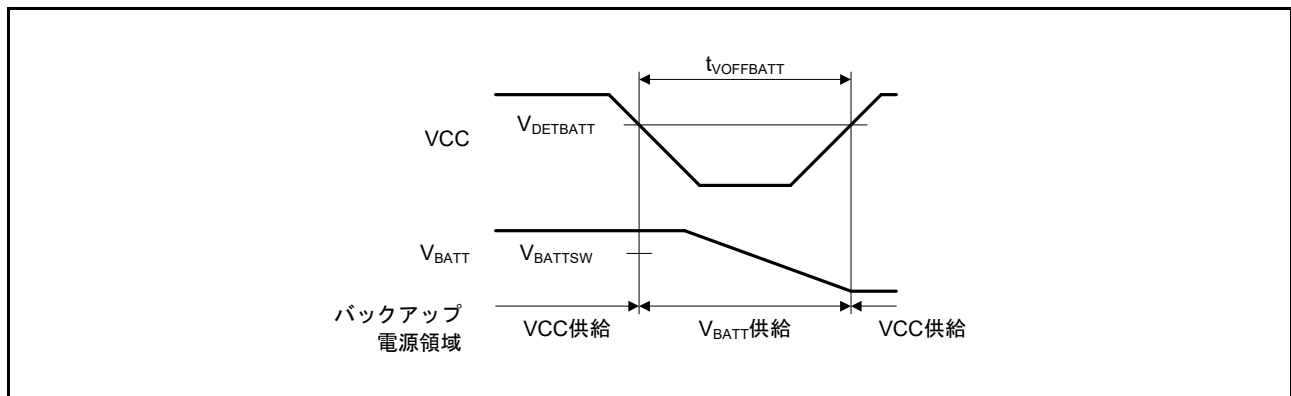 tVOFFBATT
VCC VDETBATT
VBATT VBATTSW
バックアップ
電源領域
VCC供給 VBATT供給 VCC供給